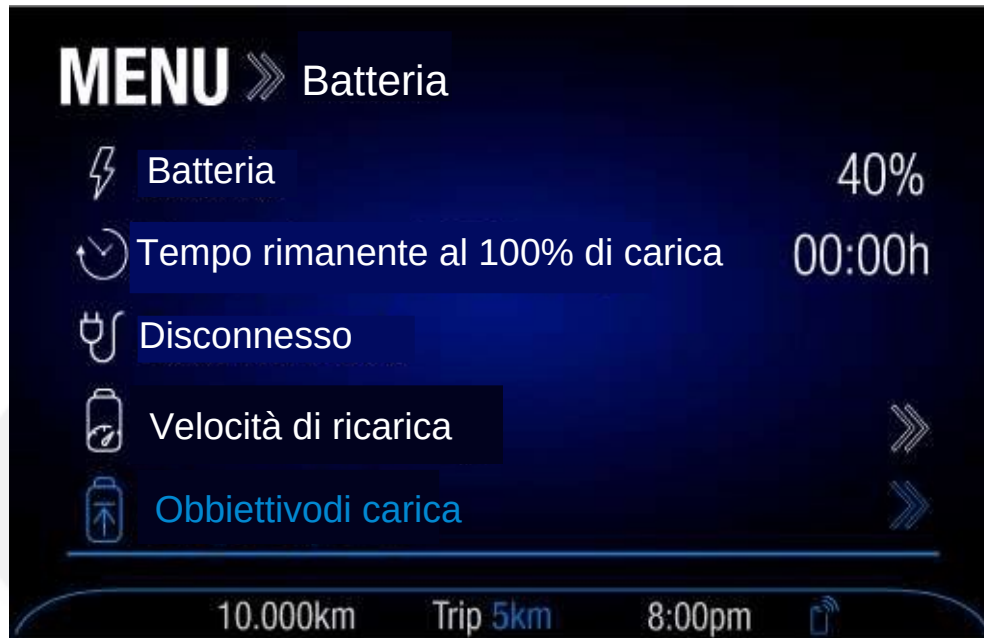 MENU Batteria
Batteria 40%
Tempo rimanente al 100% di carica 00:00h
Disconnesso
Velocità di ricarica
Obbiettivodi carica
10.000km Trip 5km 8:00pm